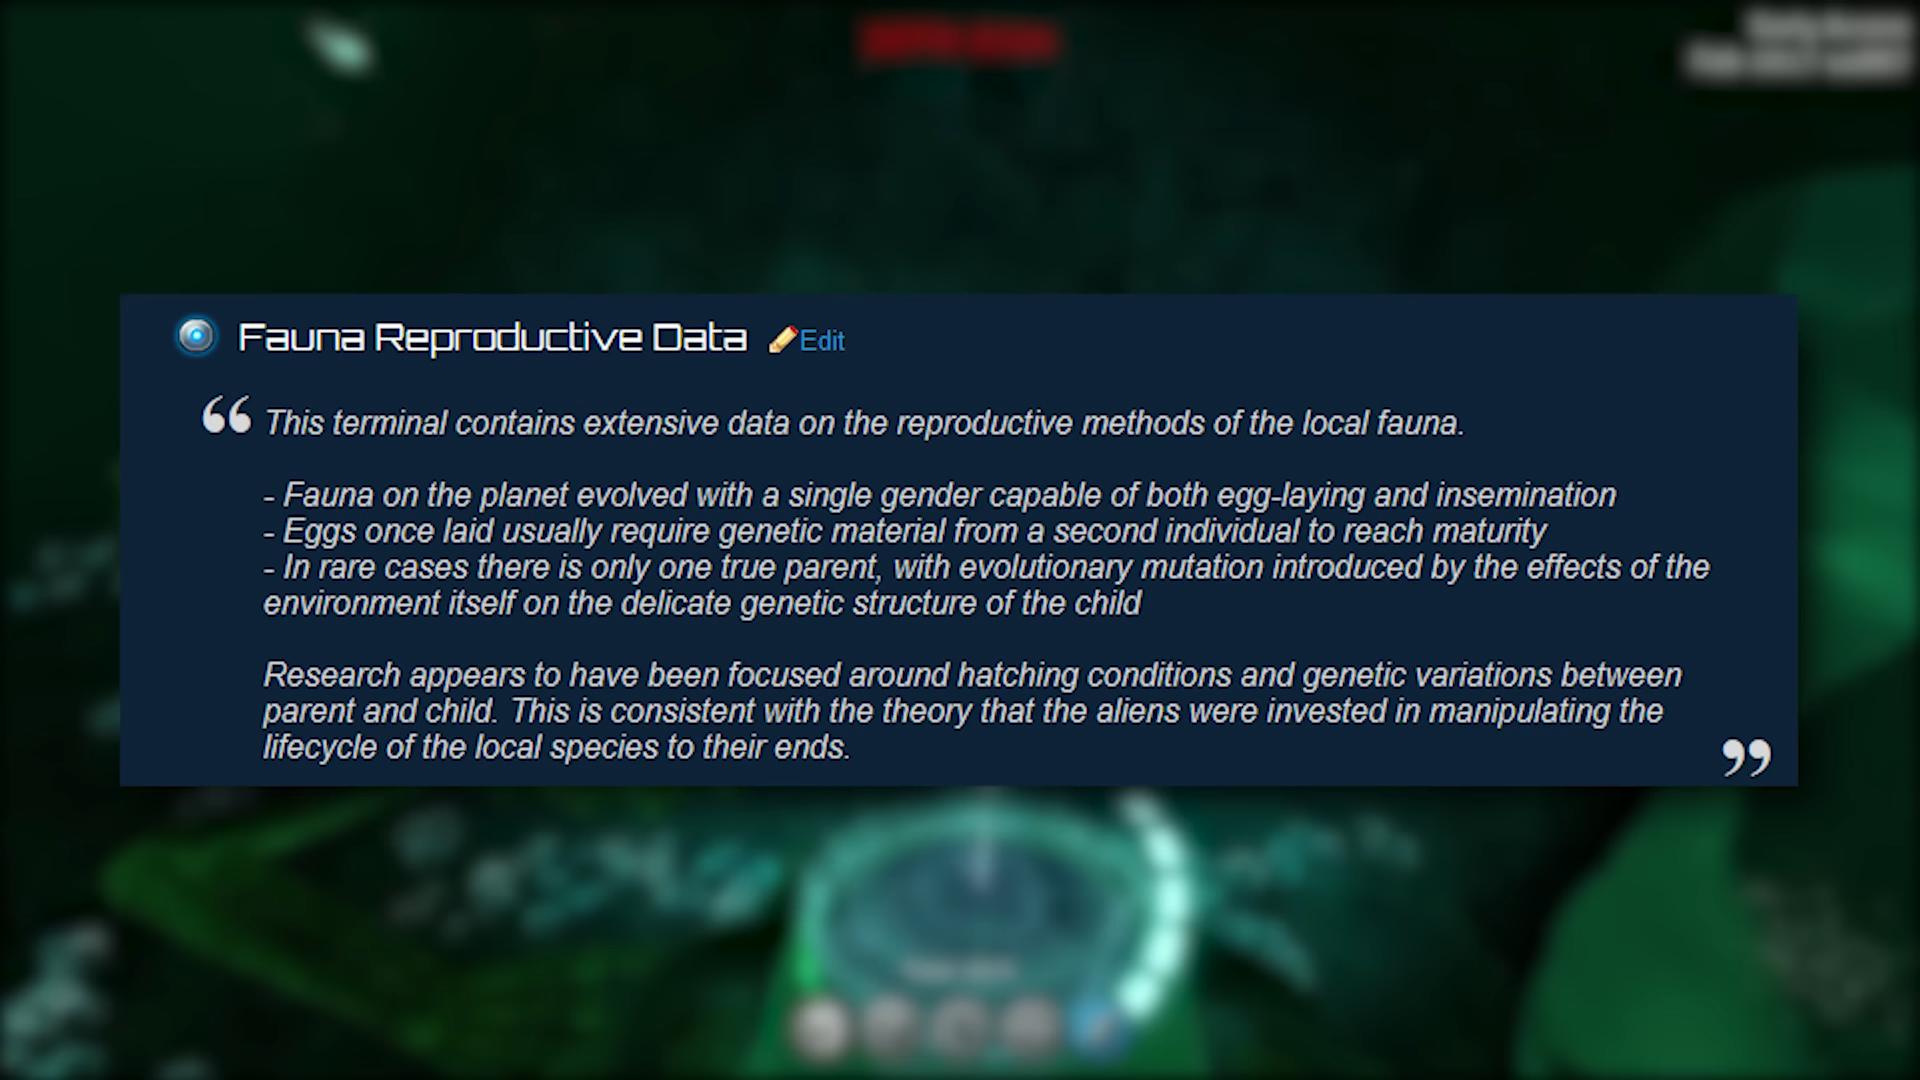 Fauna Reproductive Data Edit
“ This terminal contains extensive data on the reproductive methods of the local fauna.
- Fauna on the planet evolved with a single gender capable of both egg-laying and insemination
- Eggs once laid usually require genetic material from a second individual to reach maturity
- In rare cases there is only one true parent, with evolutionary mutation introduced by the effects of the
environment itself on the delicate genetic structure of the child
Research appears to have been focused around hatching conditions and genetic variations between
parent and child. This is consistent with the theory that the aliens were invested in manipulating the
lifecycle of the local species to their ends. ”